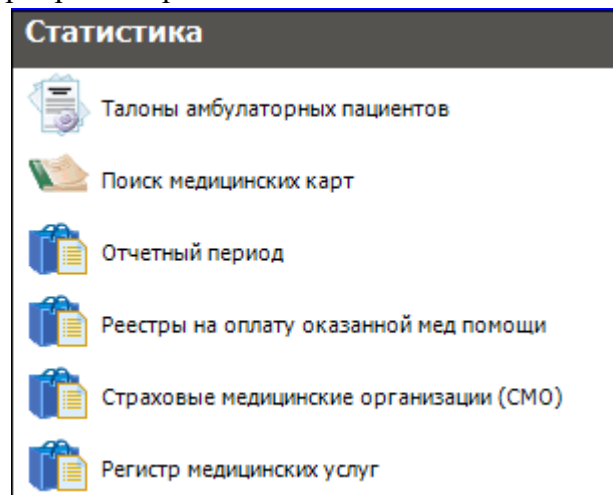 Статистика
Талоны амбулаторных пациентов
Поиск медицинских карт
Отчетный период
Реестры на оплату оказанной мед помощи
Страховые медицинские организации (СМО)
Регистр медицинских услуг